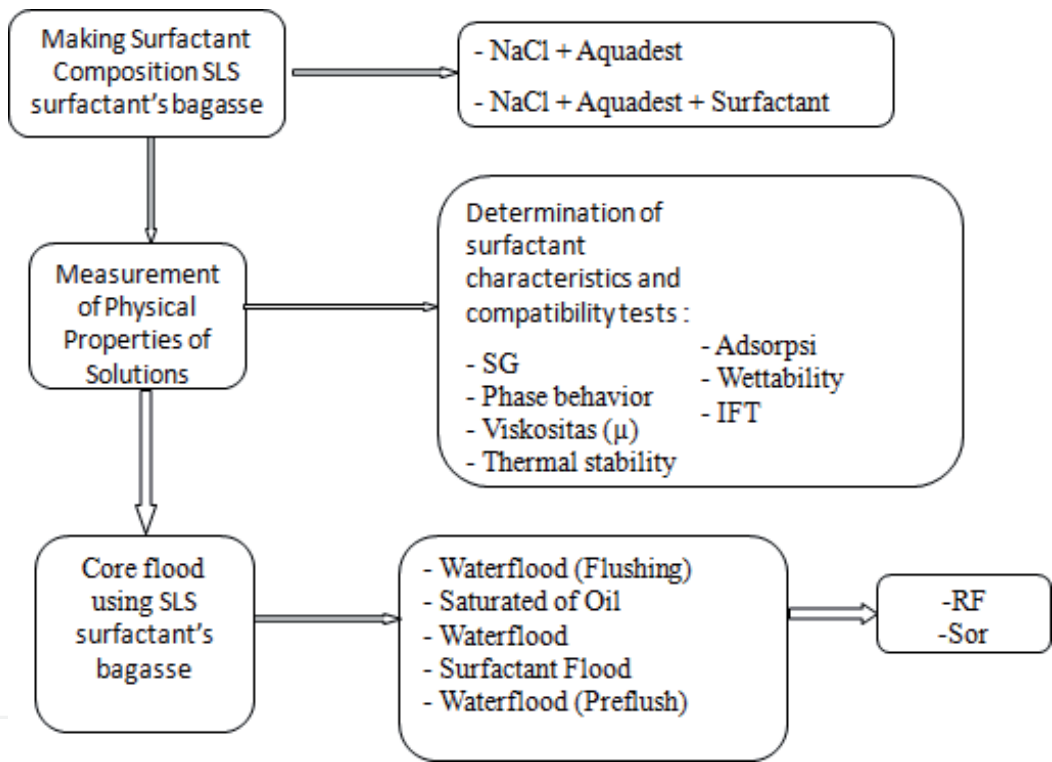 Making Surfactant
Composition SLS
surfactant's bagasse
- NaCl + Aquadest
- NaCl + Aquadest + Surfactant
Measurement
of Physical
Properties of
Solutions
Determination of
surfactant
characteristics and
compatibility tests :
- SG
- Phase behavior
- Viskositas (μ)
- Thermal stability
- Adsorpsi
- Wettability
- IFT
Core flood
using SLS
surfactant's
bagasse
- Waterflood (Flushing)
- Saturated of Oil
- Waterflood
- Surfactant Flood
- Waterflood (Preflush)
-RF
-Sor